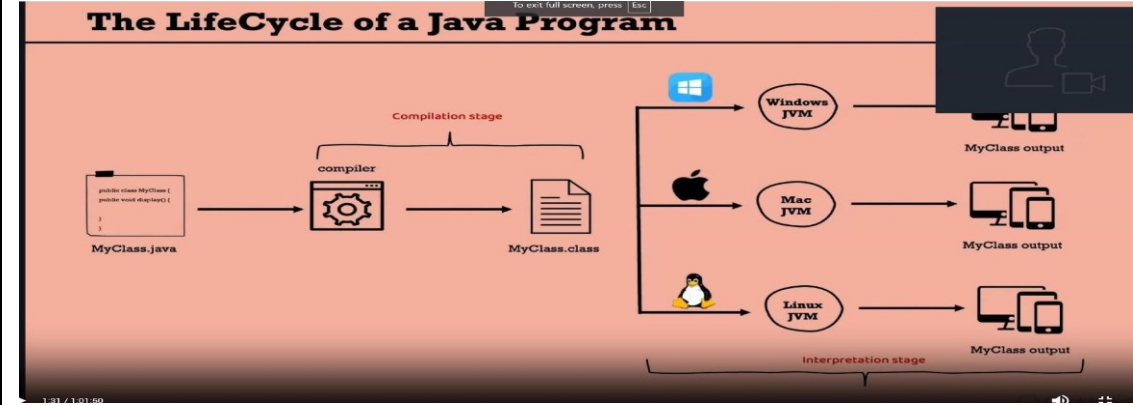 To exit full screen, press Esc
The LifeCycle of a Java Program
Compilation stage
compiler
public class MyClass {
public void display() {
}
}
MyClass.java
MyClass.class
Windows
JVM
MyClass output
Mac
JVM
MyClass output
Linux
JVM
MyClass output
Interpretation stage
1:31 / 1:01:50